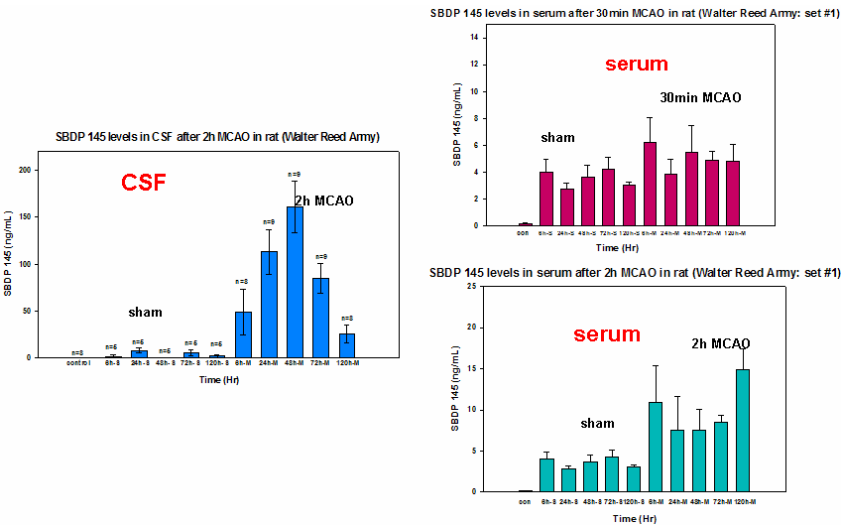 SBDP 145 levels in CSF after 2h MCAO in rat (Walter Reed Army)
CSF
2h MCAO
sham
SBDP 145 (ng/mL)
200
150
100
50
0
n=8
n=5
n=5
n=5
n=5
n=5
n=8
n=9
n=9
n=9
n=8
control 6h-S 24h-S 48h-S 72h-S 120h-S 6h-M 24h-M 48h-M 72h-M 120h-M
Time (Hr)
SBDP 145 levels in serum after 30min MCAO in rat (Walter Reed Army: set #1)
serum
30min MCAO
sham
SBDP 145 (ng/mL)
14
12
10
8
6
4
2
0
con 6h-S 24h-S 48h-S 72h-S 120h-S 6h-M 24h-M 48h-M 72h-M 120h-M
Time (Hr)
SBDP 145 levels in serum after 2h MCAO in rat (Walter Reed Army: set #1)
serum
2h MCAO
sham
SBDP 145 (ng/mL)
25
20
15
10
5
0
con 6h-S 24h-S 48h-S 72h-S 120h-S 6h-M 24h-M 48h-M 72h-M 120h-M
Time (Hr)